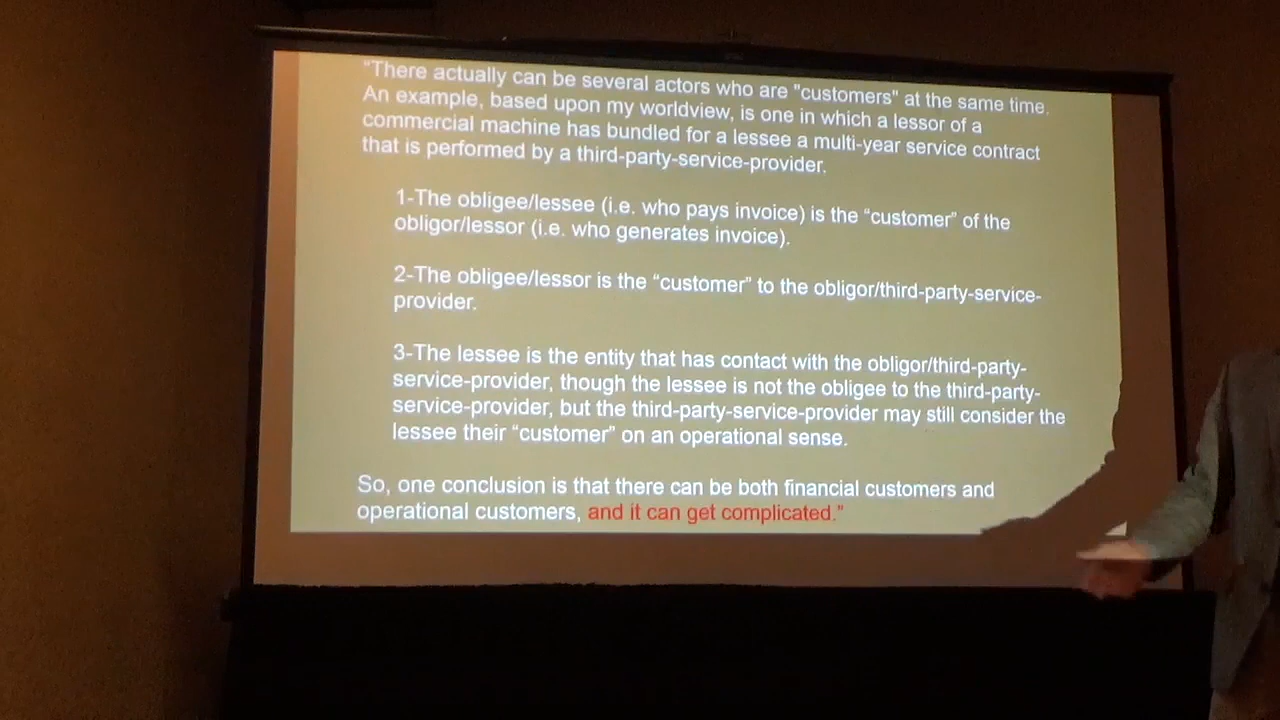 "There actually can be several actors who are "customers" at the same time.
An example, based upon my worldview, is one in which a lessor of a
commercial machine has bundled for a lessee a multi-year service contract
that is performed by a third-party-service-provider.
1-The obligee/lessee (i.e. who pays invoice) is the “customer” of the
obligor/lessor (i.e. who generates invoice).
2-The obligee/lessor is the “customer” to the obligor/third-party-service-
provider.
3-The lessee is the entity that has contact with the obligor/third-party-
service-provider, though the lessee is not the obligee to the third-party-
service-provider, but the third-party-service-provider may still consider the
lessee their “customer” on an operational sense.
So, one conclusion is that there can be both financial customers and
operational customers, and it can get complicated.”